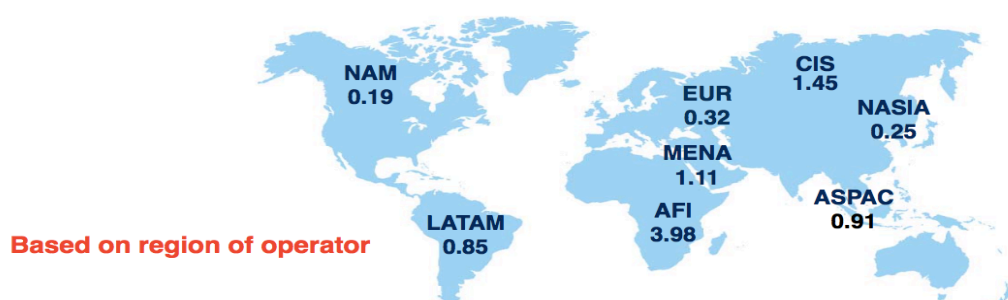 NAM
0.19
CIS
1.45
EUR
0.32
NASIA
0.25
MENA
1.11
ASPAC
0.91
AFI
3.98
LATAM
0.85
Based on region of operator